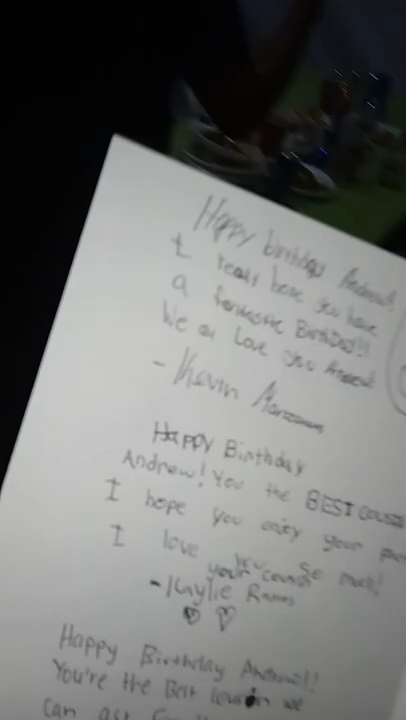 Happy birthday Andrew!
I really hope you have
a fantastic Birthday!!
We all Love you Andrew!
- Kevin
Happy Birthday
Andrew! You the BEST
I hope you enjoy your
I love you so much!
your
- Kaylie Ramos
Happy Birthday Andrew!!
You're the Best cousin we
can ask